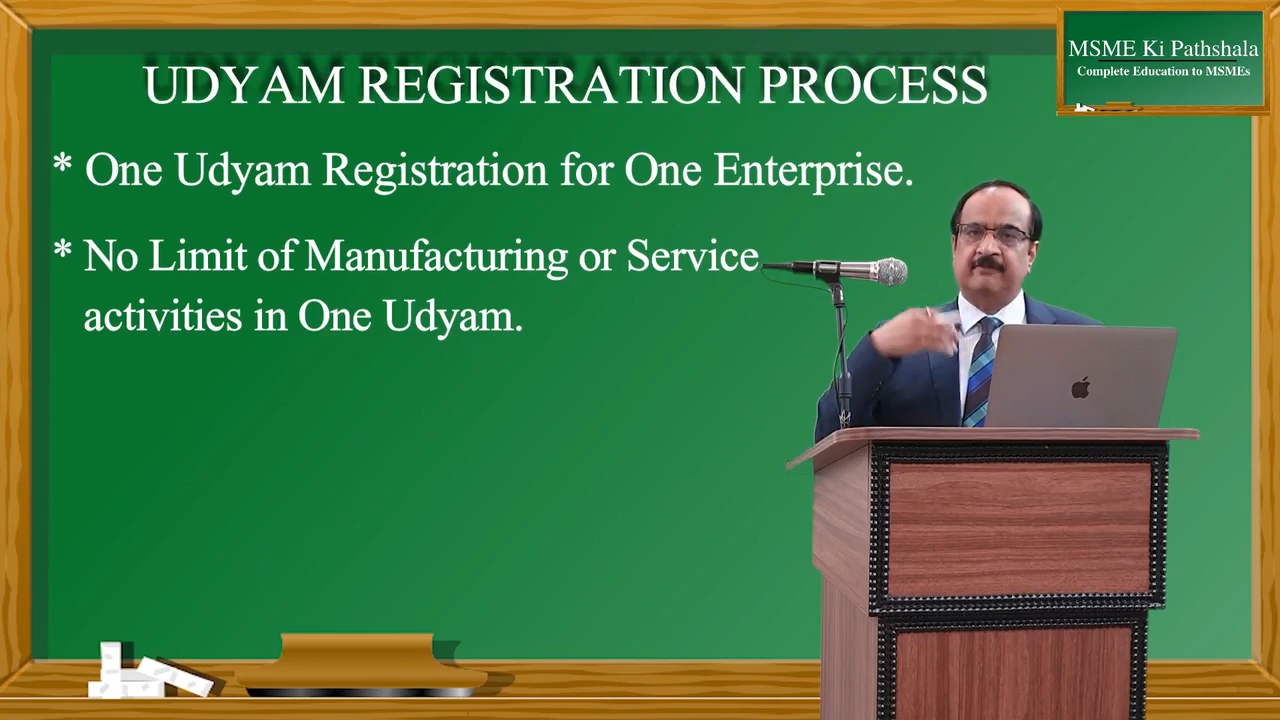 UDYAM REGISTRATION PROCESS
MSME Ki Pathshala
Complete Education to MSMEs
* One Udyam Registration for One Enterprise.
* No Limit of Manufacturing or Service
activities in One Udyam.